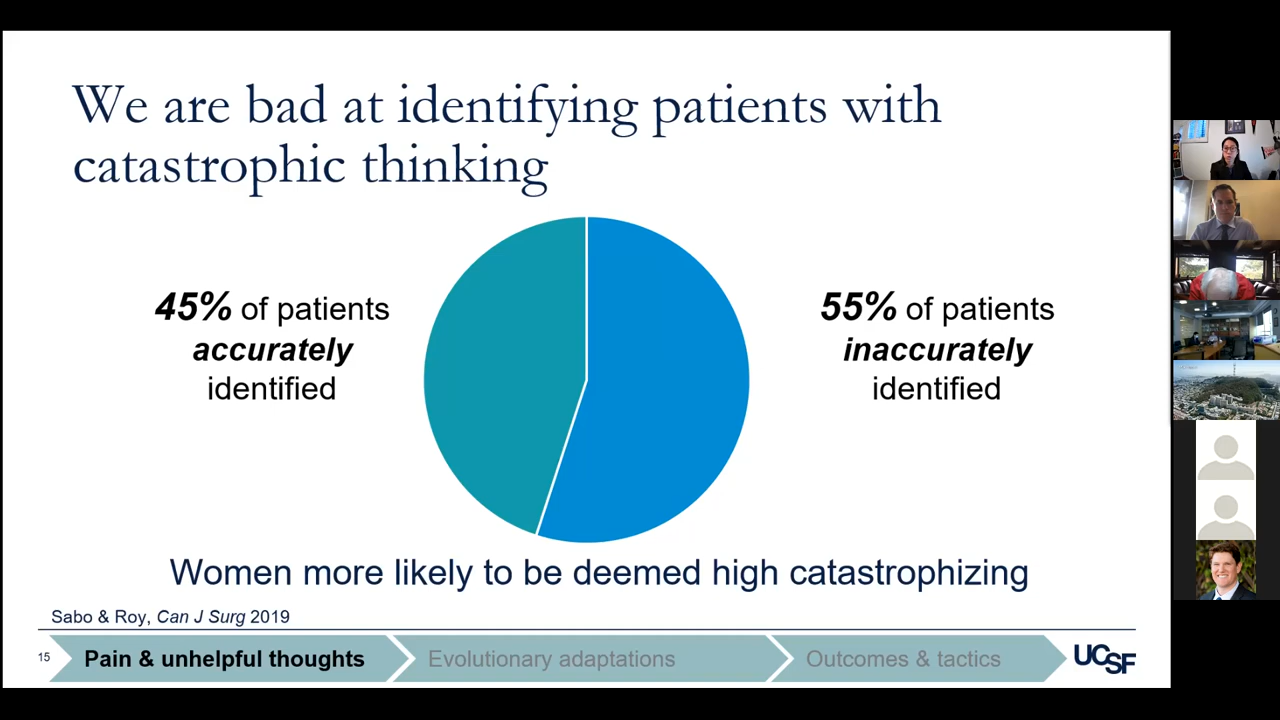 We are bad at identifying patients with
catastrophic thinking
45% of patients
accurately
identified
55% of patients
inaccurately
identified
Women more likely to be deemed high catastrophizing
Sabo & Roy, Can J Surg 2019
15
Pain & unhelpful thoughts
Evolutionary adaptations
Outcomes & tactics
UCSF